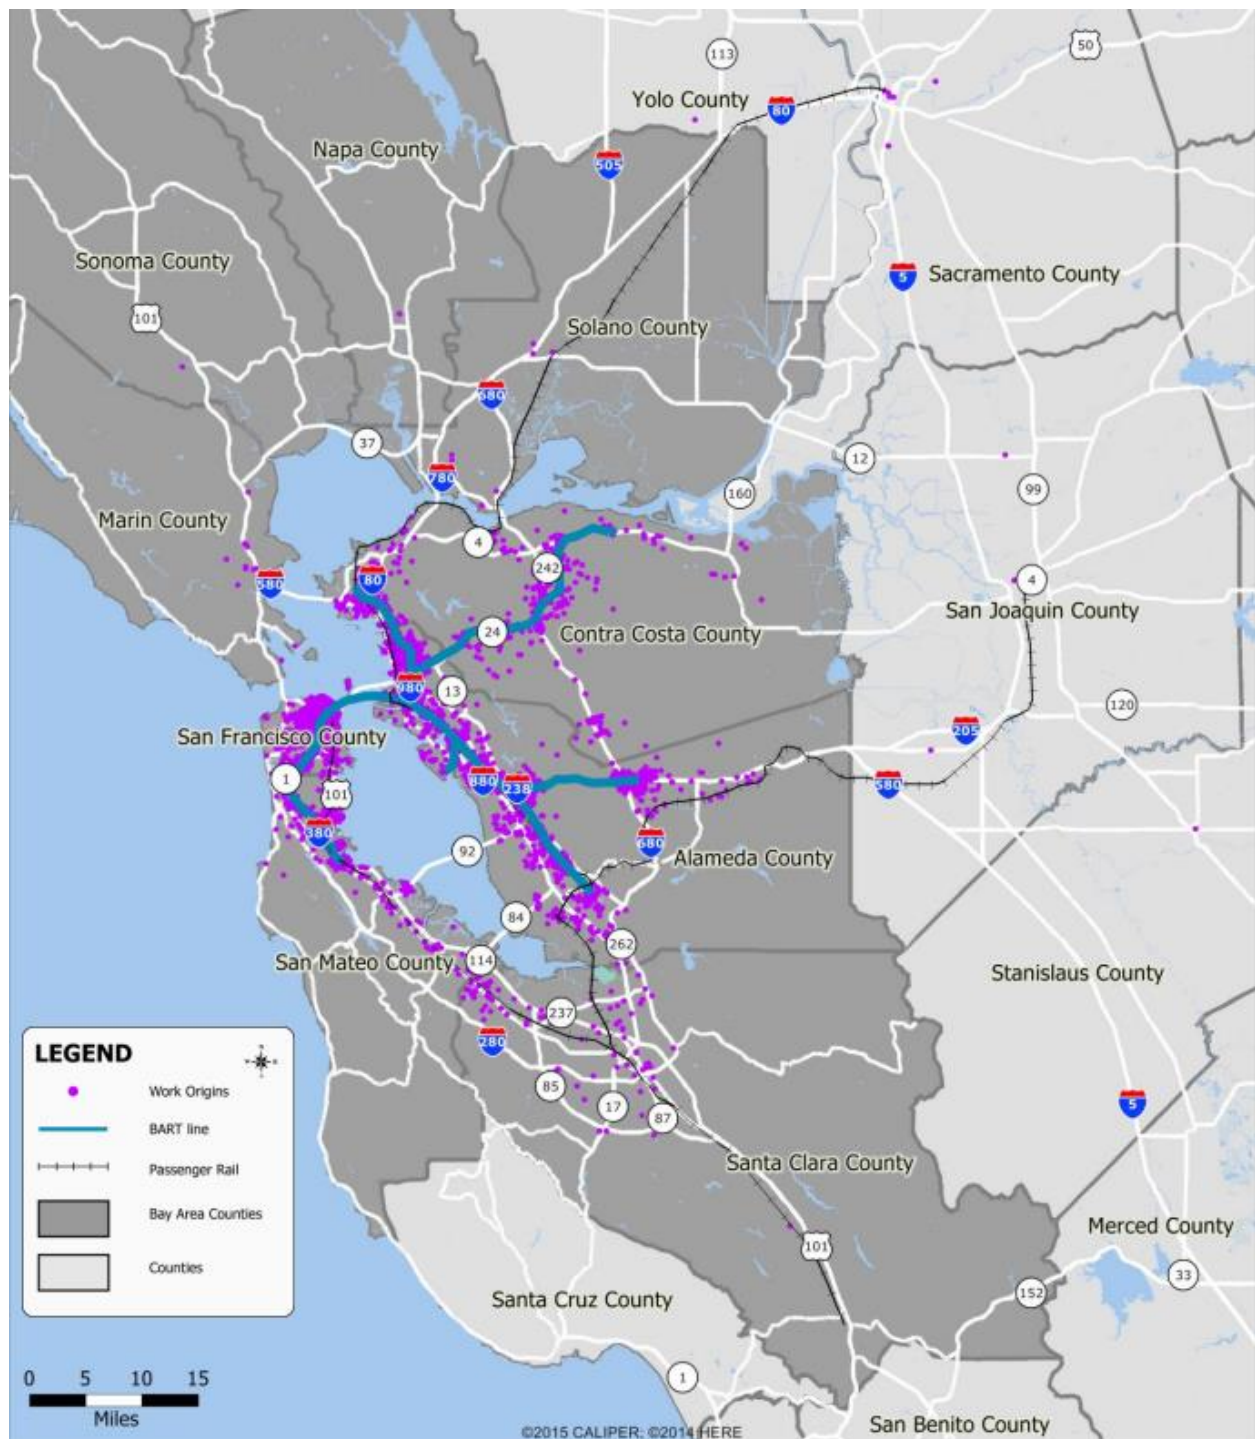 113
50
Yolo County
80
Napa County
505
Sonoma County
5
Sacramento County
101
Solano County
680
37
780
12
160
99
Marin County
4
242
80
580
4
San Joaquin County
24
Contra Costa County
980
13
120
San Francisco County
205
1
101
880
238
580
380
680
92
Alameda County
84
262
San Mateo County
114
Stanislaus County
237
280
LEGEND
Work Origins
BART line
Passenger Rail
Bay Area Counties
Counties
85
17
87
5
Santa Clara County
Merced County
101
33
152
Santa Cruz County
0 5 10 15
Miles
1
San Benito County
©2015 CALIPER; ©2014 HERE